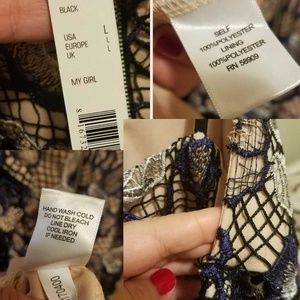 BLACK
USA L
EUROPE L
UK L
MY GIRL
SELF
100%POLYESTER
LINING
100%POLYESTER
RN 58909
HAND WASH COLD
DO NOT BLEACH
LINE DRY
COOL IRON
IF NEEDED